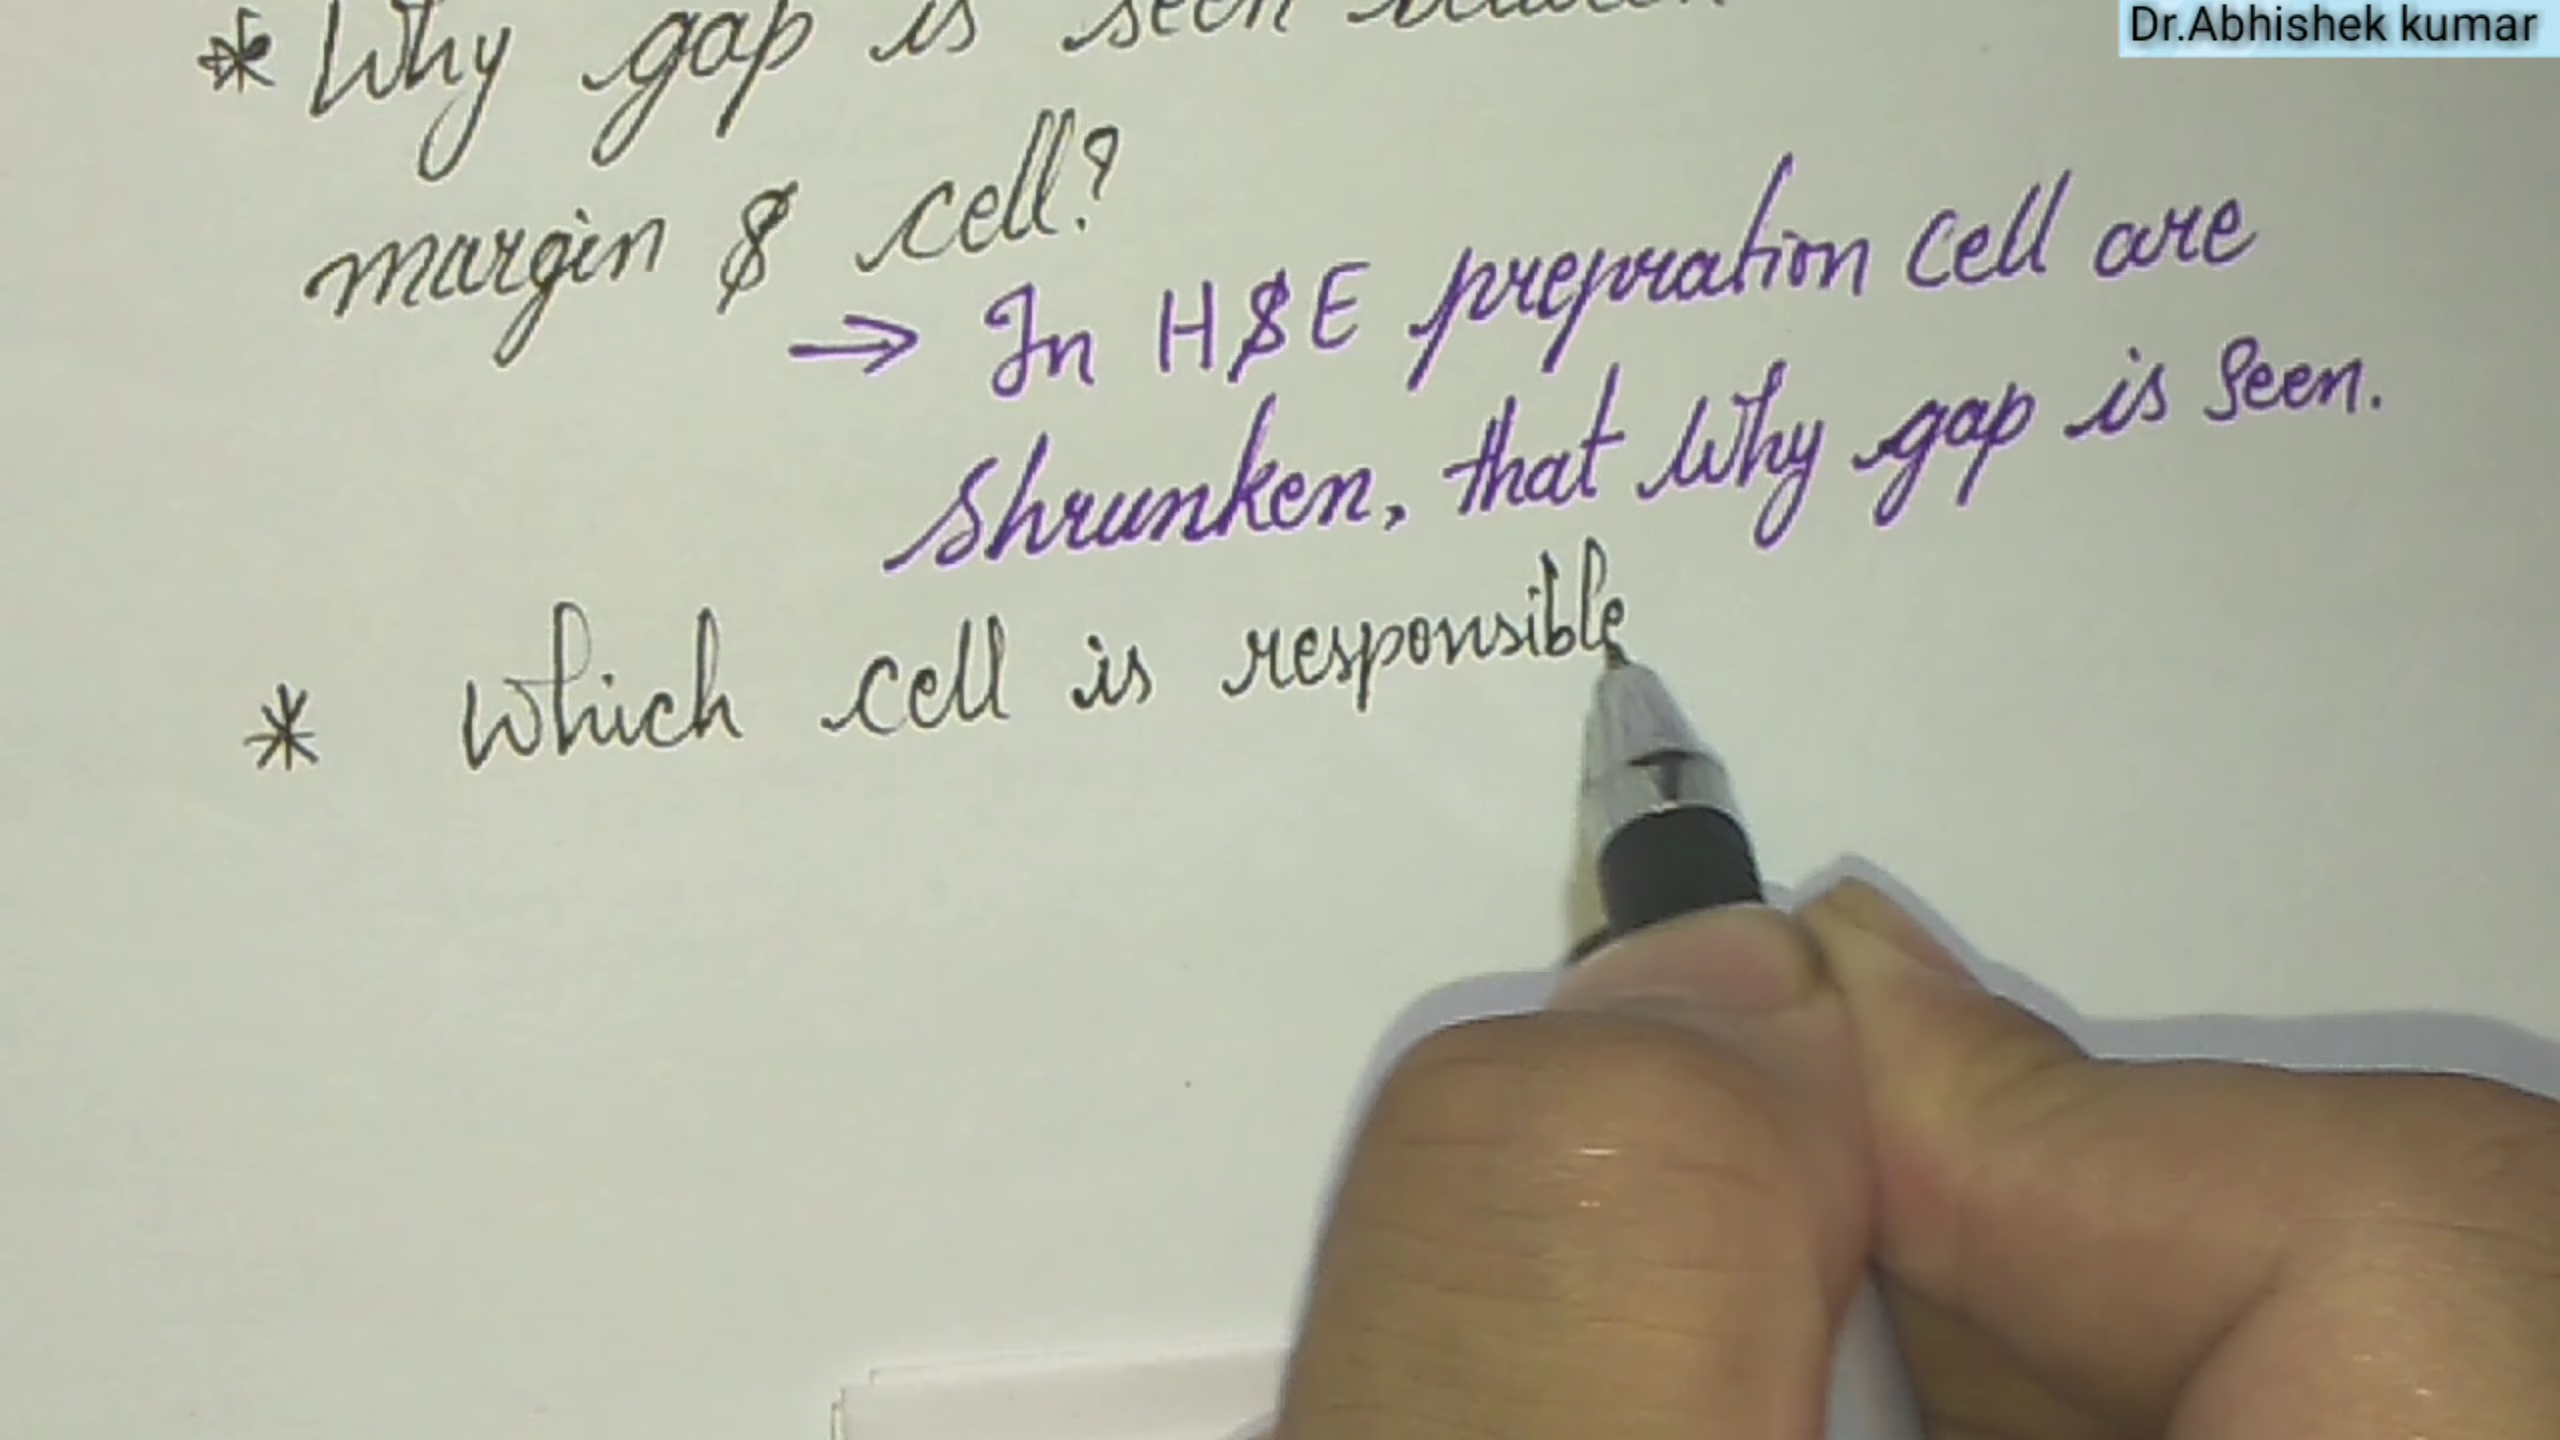 Dr.Abhishek kumar
* Why gap is seen
margin & cell?
→ In H&E prepration cell are
shrunken, that why gap is seen.
* Which cell is responsible